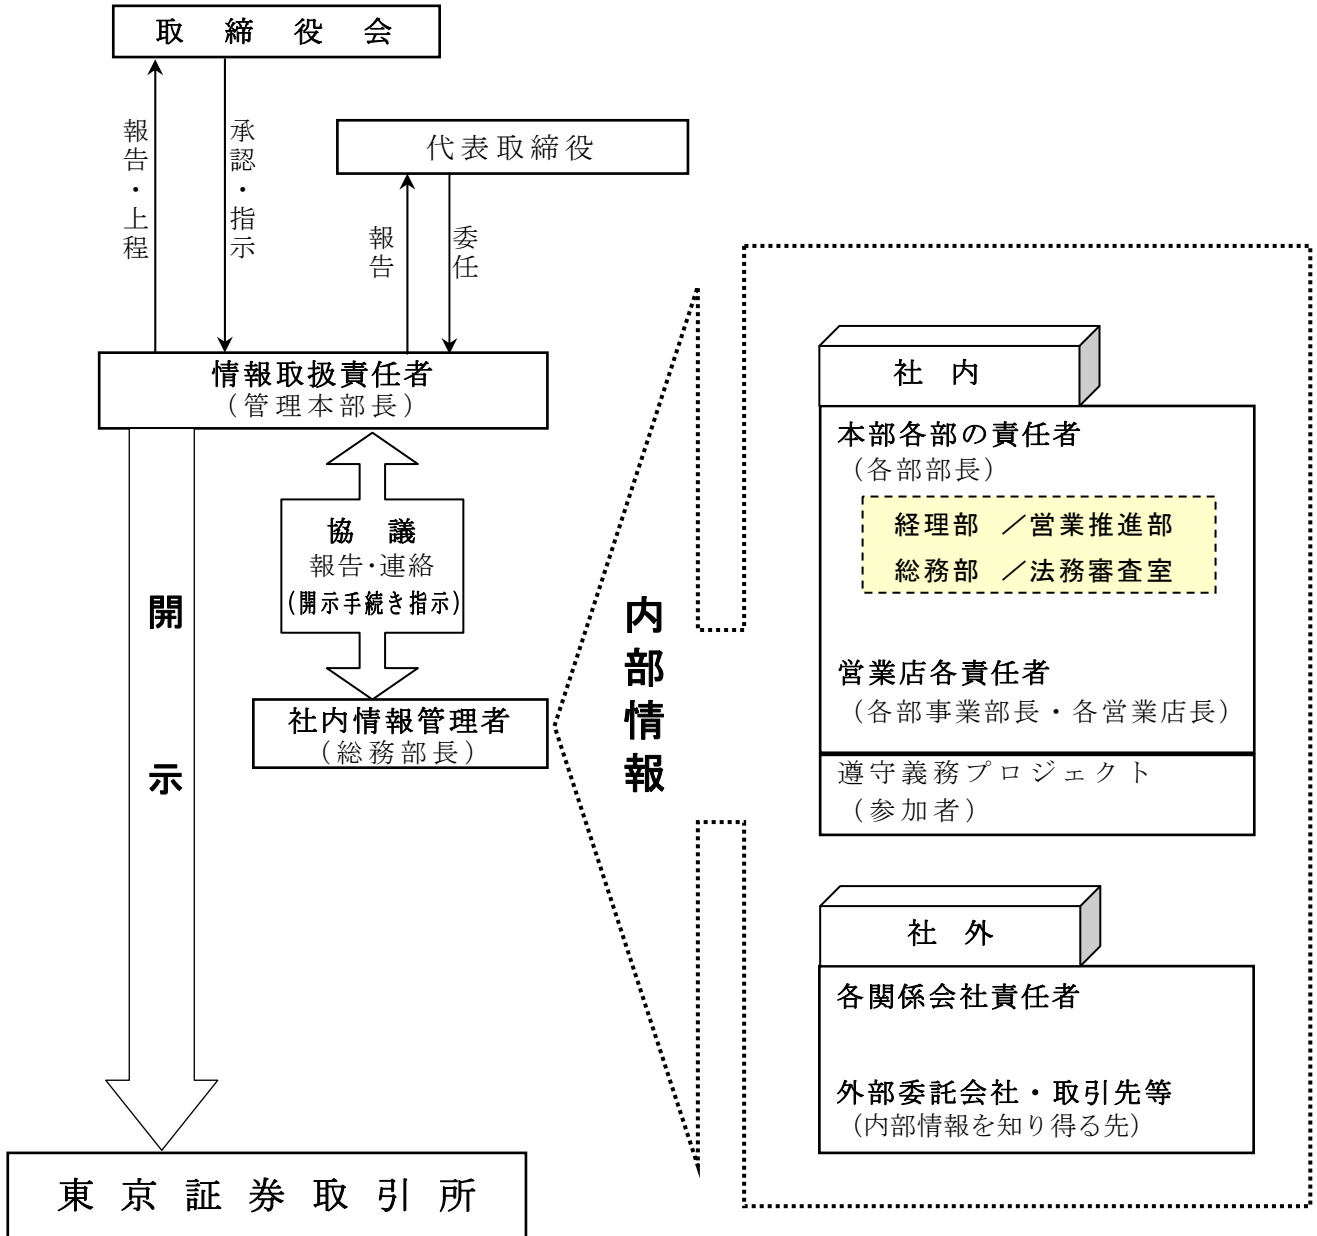 取 締 役 会
報告・上程
承認・指示
代表取締役
報告
委任
情報取扱責任者
(管理本部長)
協 議
報告・連絡
(開示手続き指示)
社内情報管理者
(総務部長)
開 示
東 京 証 券 取 引 所
内部情報
社 内
本部各部の責任者
(各部部長)
経理部 /営業推進部
総務部 /法務審査室
営業店各責任者
(各部事業部長・各営業店長)
遵守義務プロジェクト
(参加者)
社 外
各関係会社責任者
外部委託会社・取引先等
(内部情報を知り得る先)